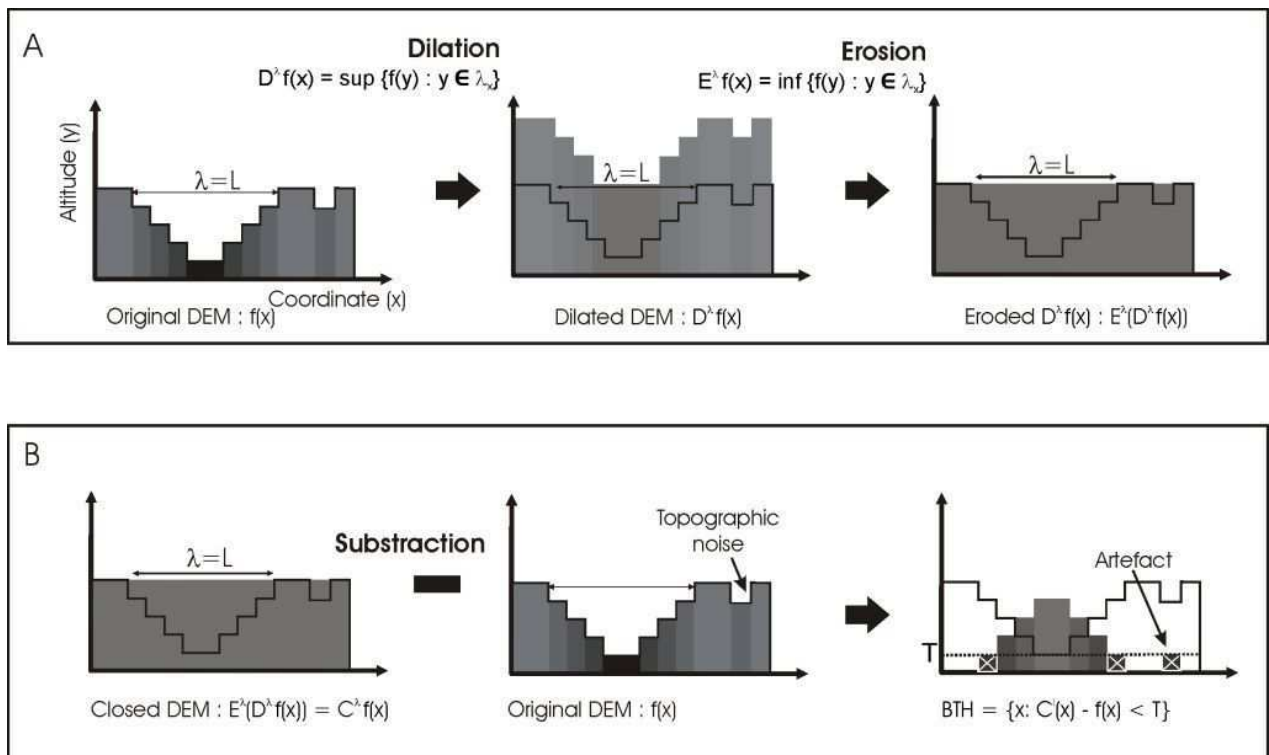 A
Dilation
D^λ f(x) = sup {f(y) : y ∈ λ_x}
Erosion
E^λ f(x) = inf {f(y) : y ∈ λ_x}
Altitude (y)
λ=L
λ=L
λ=L
Coordinate (x)
Original DEM : f(x)
Dilated DEM : D^λ f(x)
Eroded D^λ f(x) : E^λ(D^λ f(x))
B
λ=L
Substraction
Topographic
noise
Artefact
T
Closed DEM : E^λ(D^λ f(x)) = C^λ f(x)
Original DEM : f(x)
BTH = {x: C^l(x) - f(x) < T}